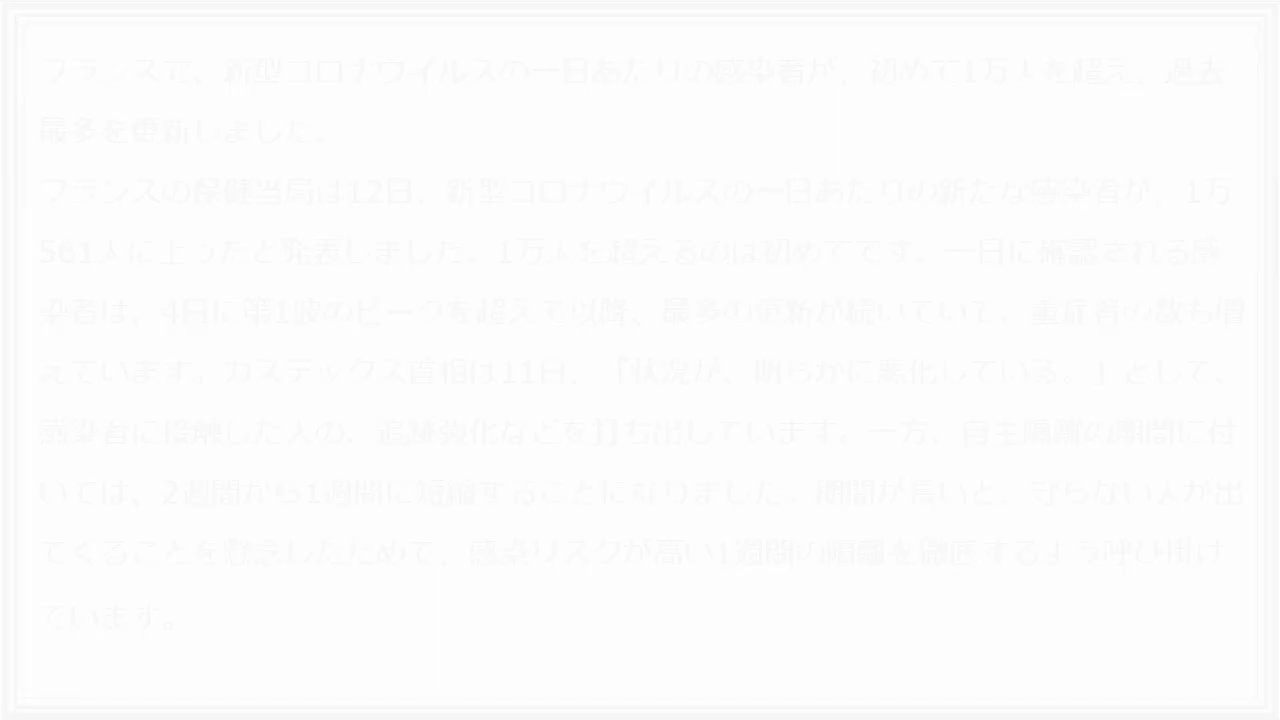 フランスで、新型コロナウイルスの一日あたりの感染者が、初めて1万人を超え、過去
最多を更新しました。
フランスの保健当局は12日、新型コロナウイルスの一日あたりの新たな感染者が、1万
561人に上ったと発表しました。1万人を超えるのは初めてです。一日に確認される感
染者は、4日に第1波のピークを超えて以降、最多の更新が続いていて、重症者の数も増
えています。カステックス首相は11日、「状況が、明らかに悪化している。」として、
感染者に接触した人の、追跡強化などを打ち出しています。一方、自主隔離の期間に付
いては、2週間から1週間に短縮することになりました。期間が長いと、守らない人が出
てくることを懸念したためで、感染リスクが高い1週間の隔離を徹底するよう呼び掛け
ています。